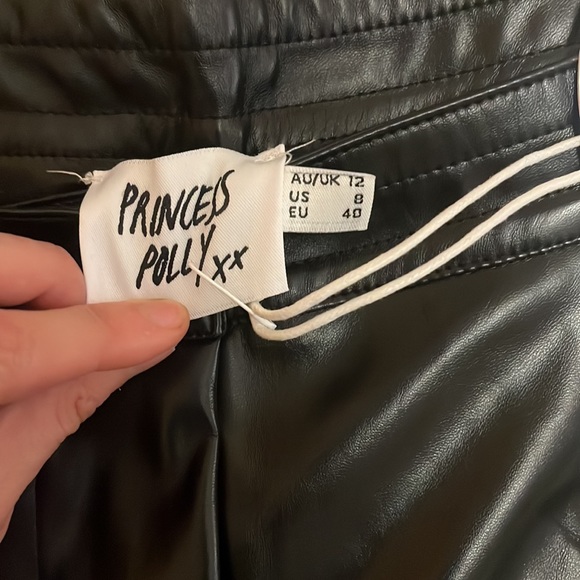 PRINCESS
POLLY xx
AU/UK 12
US 8
EU 40